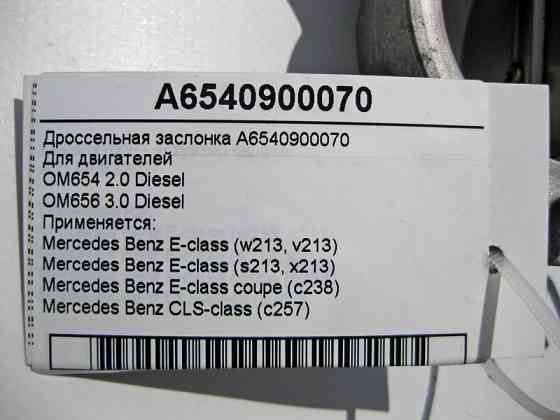 A6540900070
Дроссельная заслонка A6540900070
Для двигателей
OM654 2.0 Diesel
OM656 3.0 Diesel
Применяется:
Mercedes Benz E-class (w213, v213)
Mercedes Benz E-class (s213, x213)
Mercedes Benz E-class coupe (c238)
Mercedes Benz CLS-class (c257)